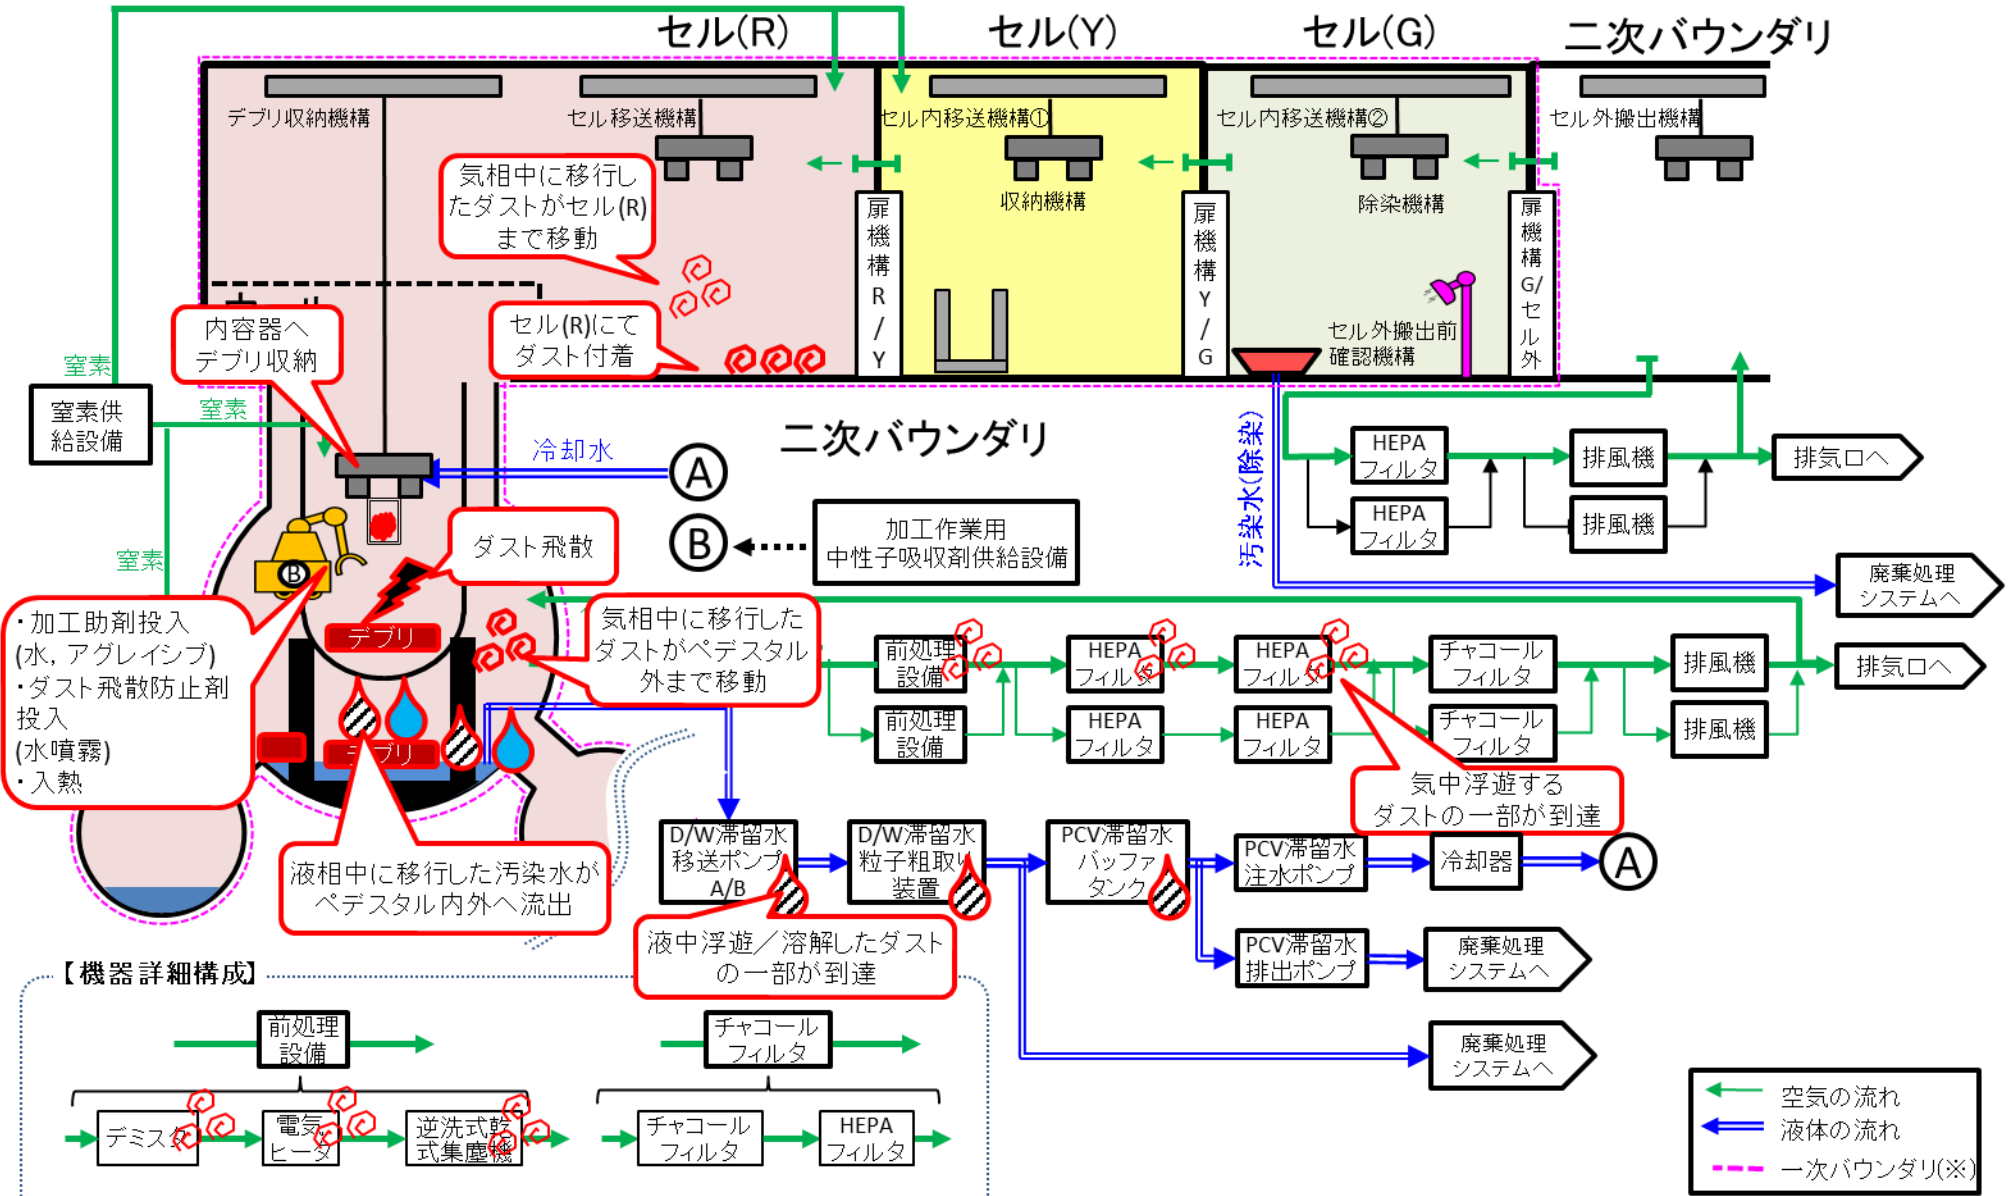 セル(R)
セル(Y)
セル(G)
二次バウンダリ
デブリ収納機構
セル移送機構
セル内移送機構①
セル内移送機構②
セル外搬出機構
収納機構
除染機構
気相中に移行し
たダストがセル(R)
まで移動
扉機構R/Y
扉機構Y/G
扉機構G/セル外
セル(R)にて
ダスト付着
内容器へ
デブリ収納
セル外搬出前
確認機構
窒素
窒素供
給設備
窒素
窒素
冷却水
A
B
二次バウンダリ
加工作業用
中性子吸収剤供給設備
汚染水(除染)
HEPA
フィルタ
排風機
排気口へ
HEPA
フィルタ
排風機
廃棄処理
システムへ
ダスト飛散
B
デブリ
・加工助剤投入
(水，アグレイシブ)
・ダスト飛散防止剤
投入
(水噴霧)
・入熱
気相中に移行した
ダストがペデスタル
外まで移動
前処理
設備
HEPA
フィルタ
HEPA
フィルタ
チャコール
フィルタ
排風機
排気口へ
前処理
設備
HEPA
フィルタ
HEPA
フィルタ
チャコール
フィルタ
排風機
デブリ
気中浮遊する
ダストの一部が到達
D/W滞留水
移送ポンプ
A/B
D/W滞留水
粒子粗取り
装置
PCV滞留水
バッファ
タンク
PCV滞留水
注水ポンプ
冷却器
A
液相中に移行した汚染水が
ペデスタル内外へ流出
液中浮遊／溶解したダスト
の一部が到達
PCV滞留水
排出ポンプ
廃棄処理
システムへ
廃棄処理
システムへ
【機器詳細構成】
前処理
設備
チャコール
フィルタ
デミスタ
電気
ヒータ
逆洗式乾
式集塵機
チャコール
フィルタ
HEPA
フィルタ
空気の流れ
液体の流れ
一次バウンダリ(※)